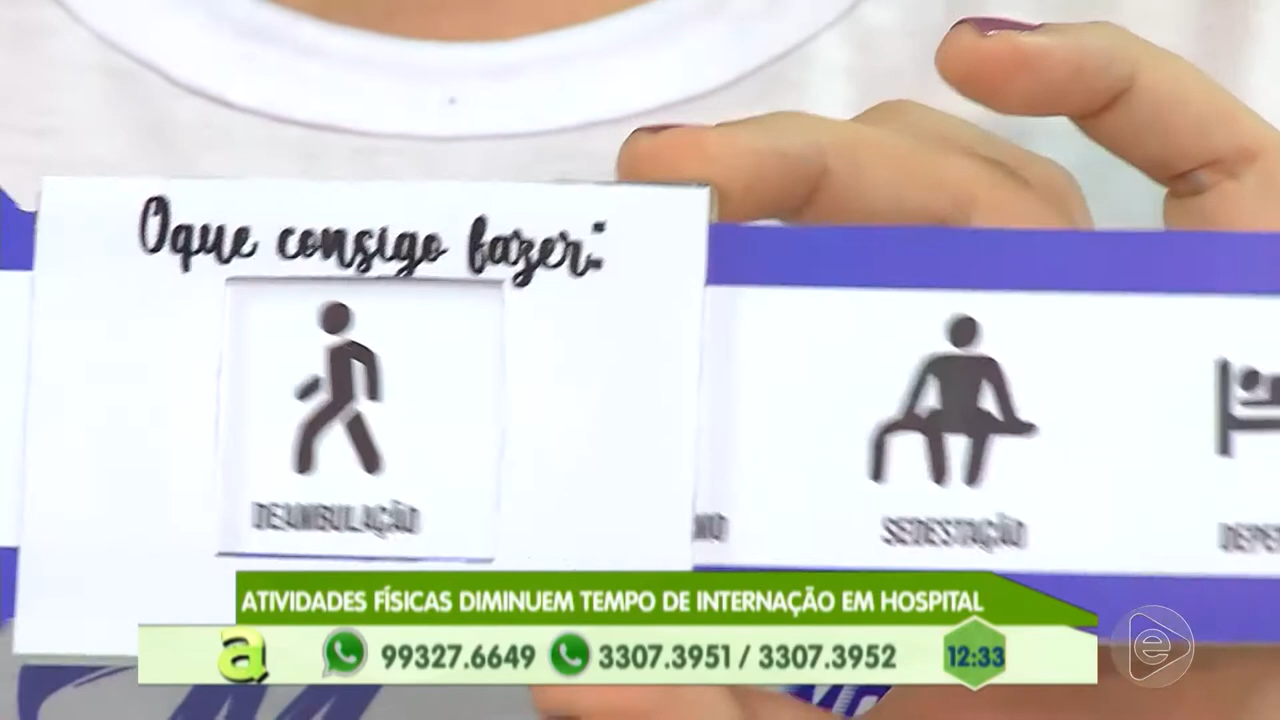 O que consigo fazer:
DEAMBULAÇÃO
SEDESTAÇÃO
ATIVIDADES FÍSICAS DIMINUEM TEMPO DE INTERNAÇÃO EM HOSPITAL
a 99327.6649 3307.3951 / 3307.3952 12:33
e